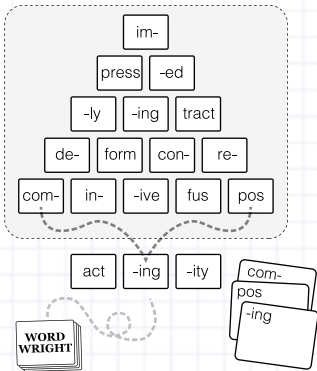 im-
press -ed
-ly -ing tract
de- form con- re-
com- in- -ive fus pos
act -ing -ity
com-
pos
-ing
WORD
WRIGHT